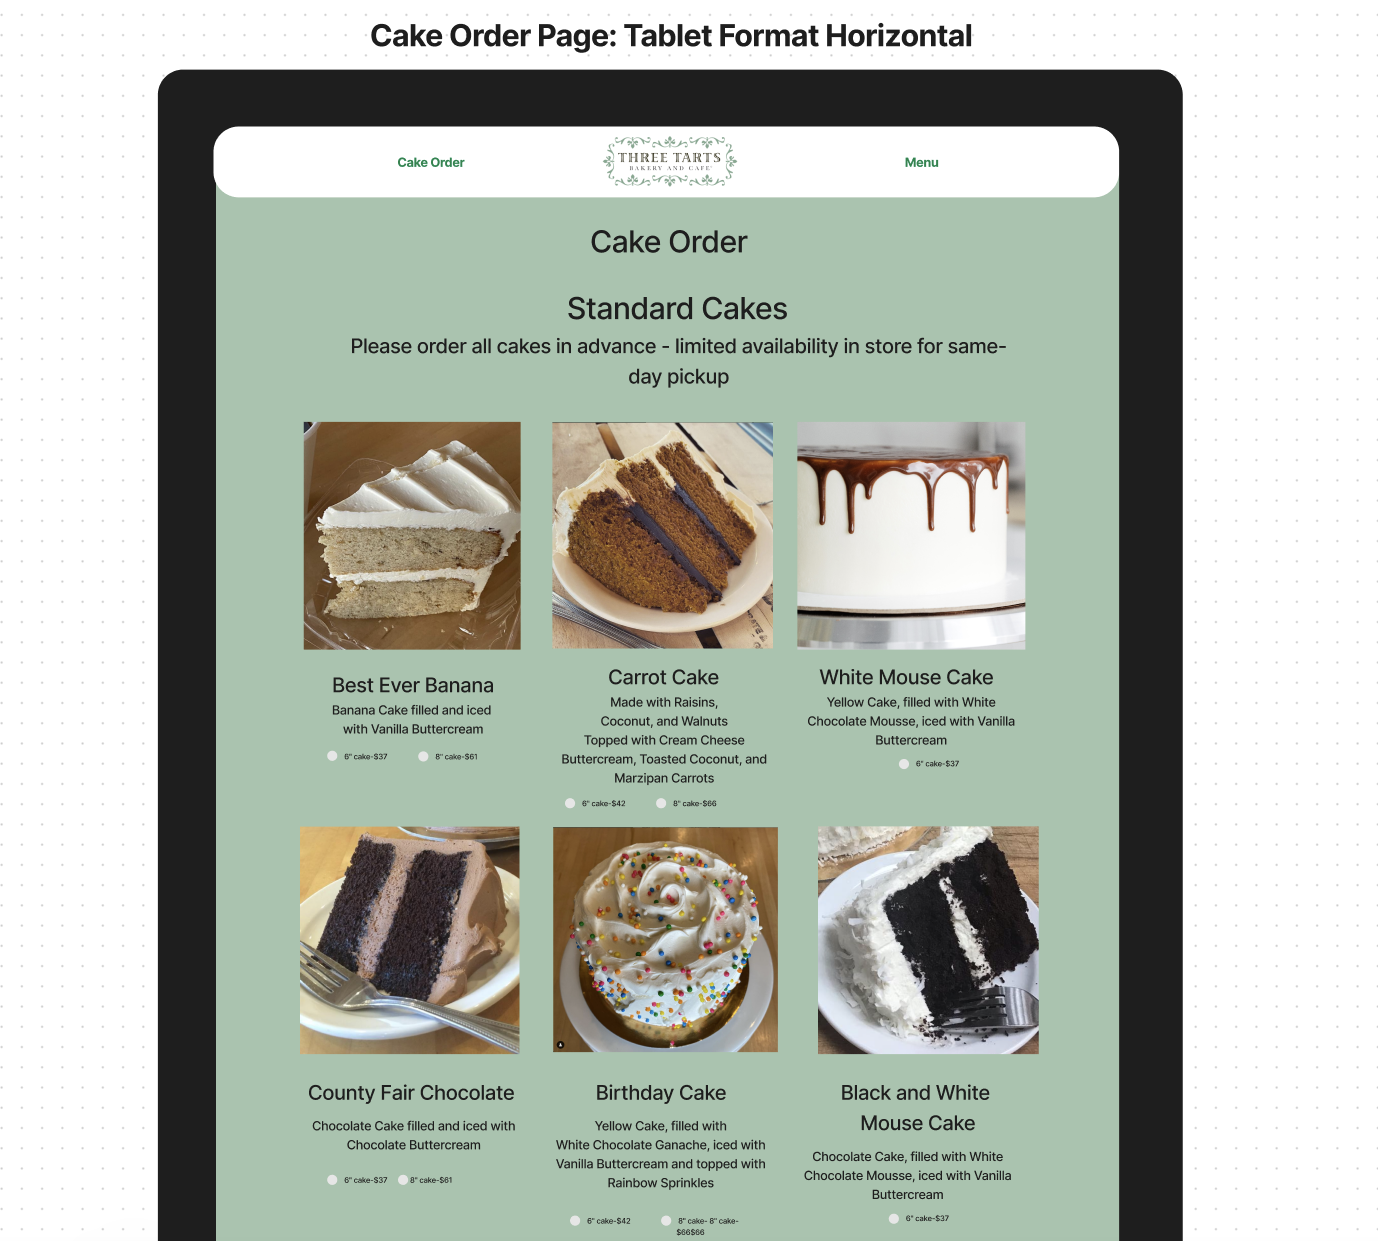 Cake Order Page: Tablet Format Horizontal
Cake Order
THREE TARTS
BAKERY AND CAFE
Menu
Cake Order
Standard Cakes
Please order all cakes in advance - limited availability in store for same-
day pickup
Best Ever Banana
Banana Cake filled and iced
with Vanilla Buttercream
6" cake-$37
8" cake-$61
Carrot Cake
Made with Raisins,
Coconut, and Walnuts
Topped with Cream Cheese
Buttercream, Toasted Coconut, and
Marzipan Carrots
6" cake-$42
8" cake-$66
White Mouse Cake
Yellow Cake, filled with White
Chocolate Mousse, iced with Vanilla
Buttercream
6" cake-$37
County Fair Chocolate
Chocolate Cake filled and iced with
Chocolate Buttercream
6" cake-$37
8" cake-$61
Birthday Cake
Yellow Cake, filled with
White Chocolate Ganache, iced with
Vanilla Buttercream and topped with
Rainbow Sprinkles
6" cake-$42
8" cake- 8" cake-
$66$66
Black and White
Mouse Cake
Chocolate Cake, filled with White
Chocolate Mousse, iced with Vanilla
Buttercream
6" cake-$37